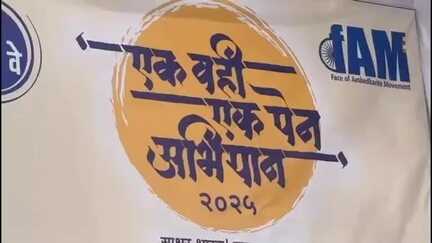 वे
fAM
Face of Ambedkarite Movement
एक वही
एक पेन
अभियान
२०२५